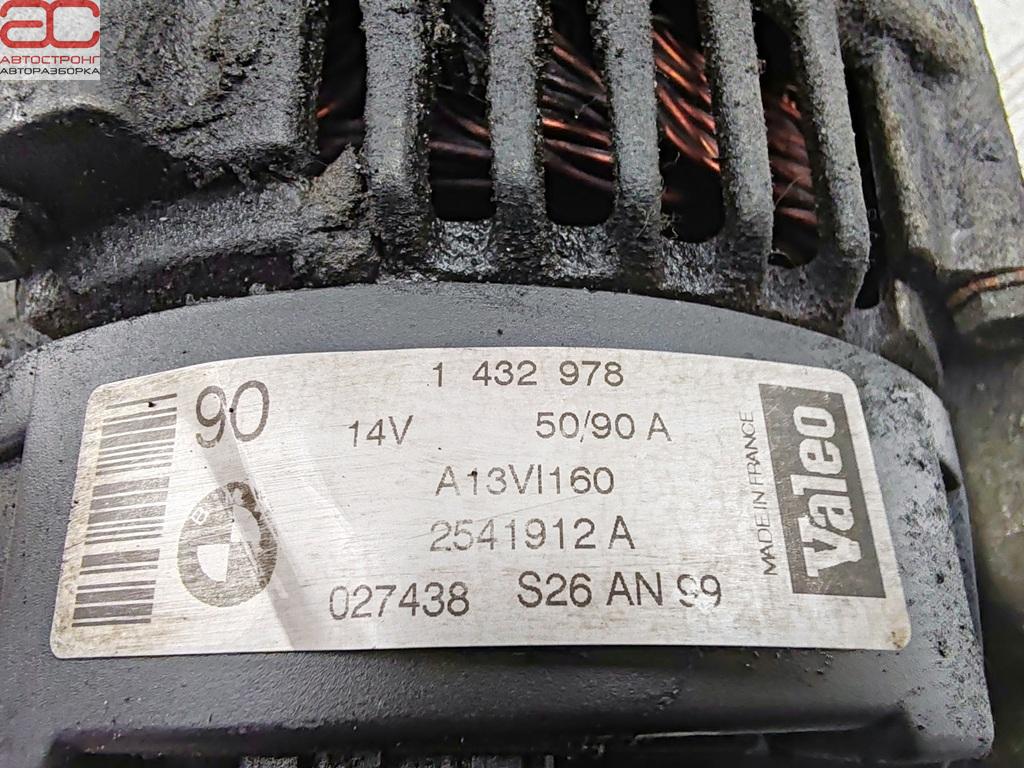 ac
АВТОСТРОНГ
АВТОРАЗБОРКА
90
1 432 978
14V 50/90 A
A13VI160
2541912 A
027438 S26 AN 99
MADE IN FRANCE
Valeo